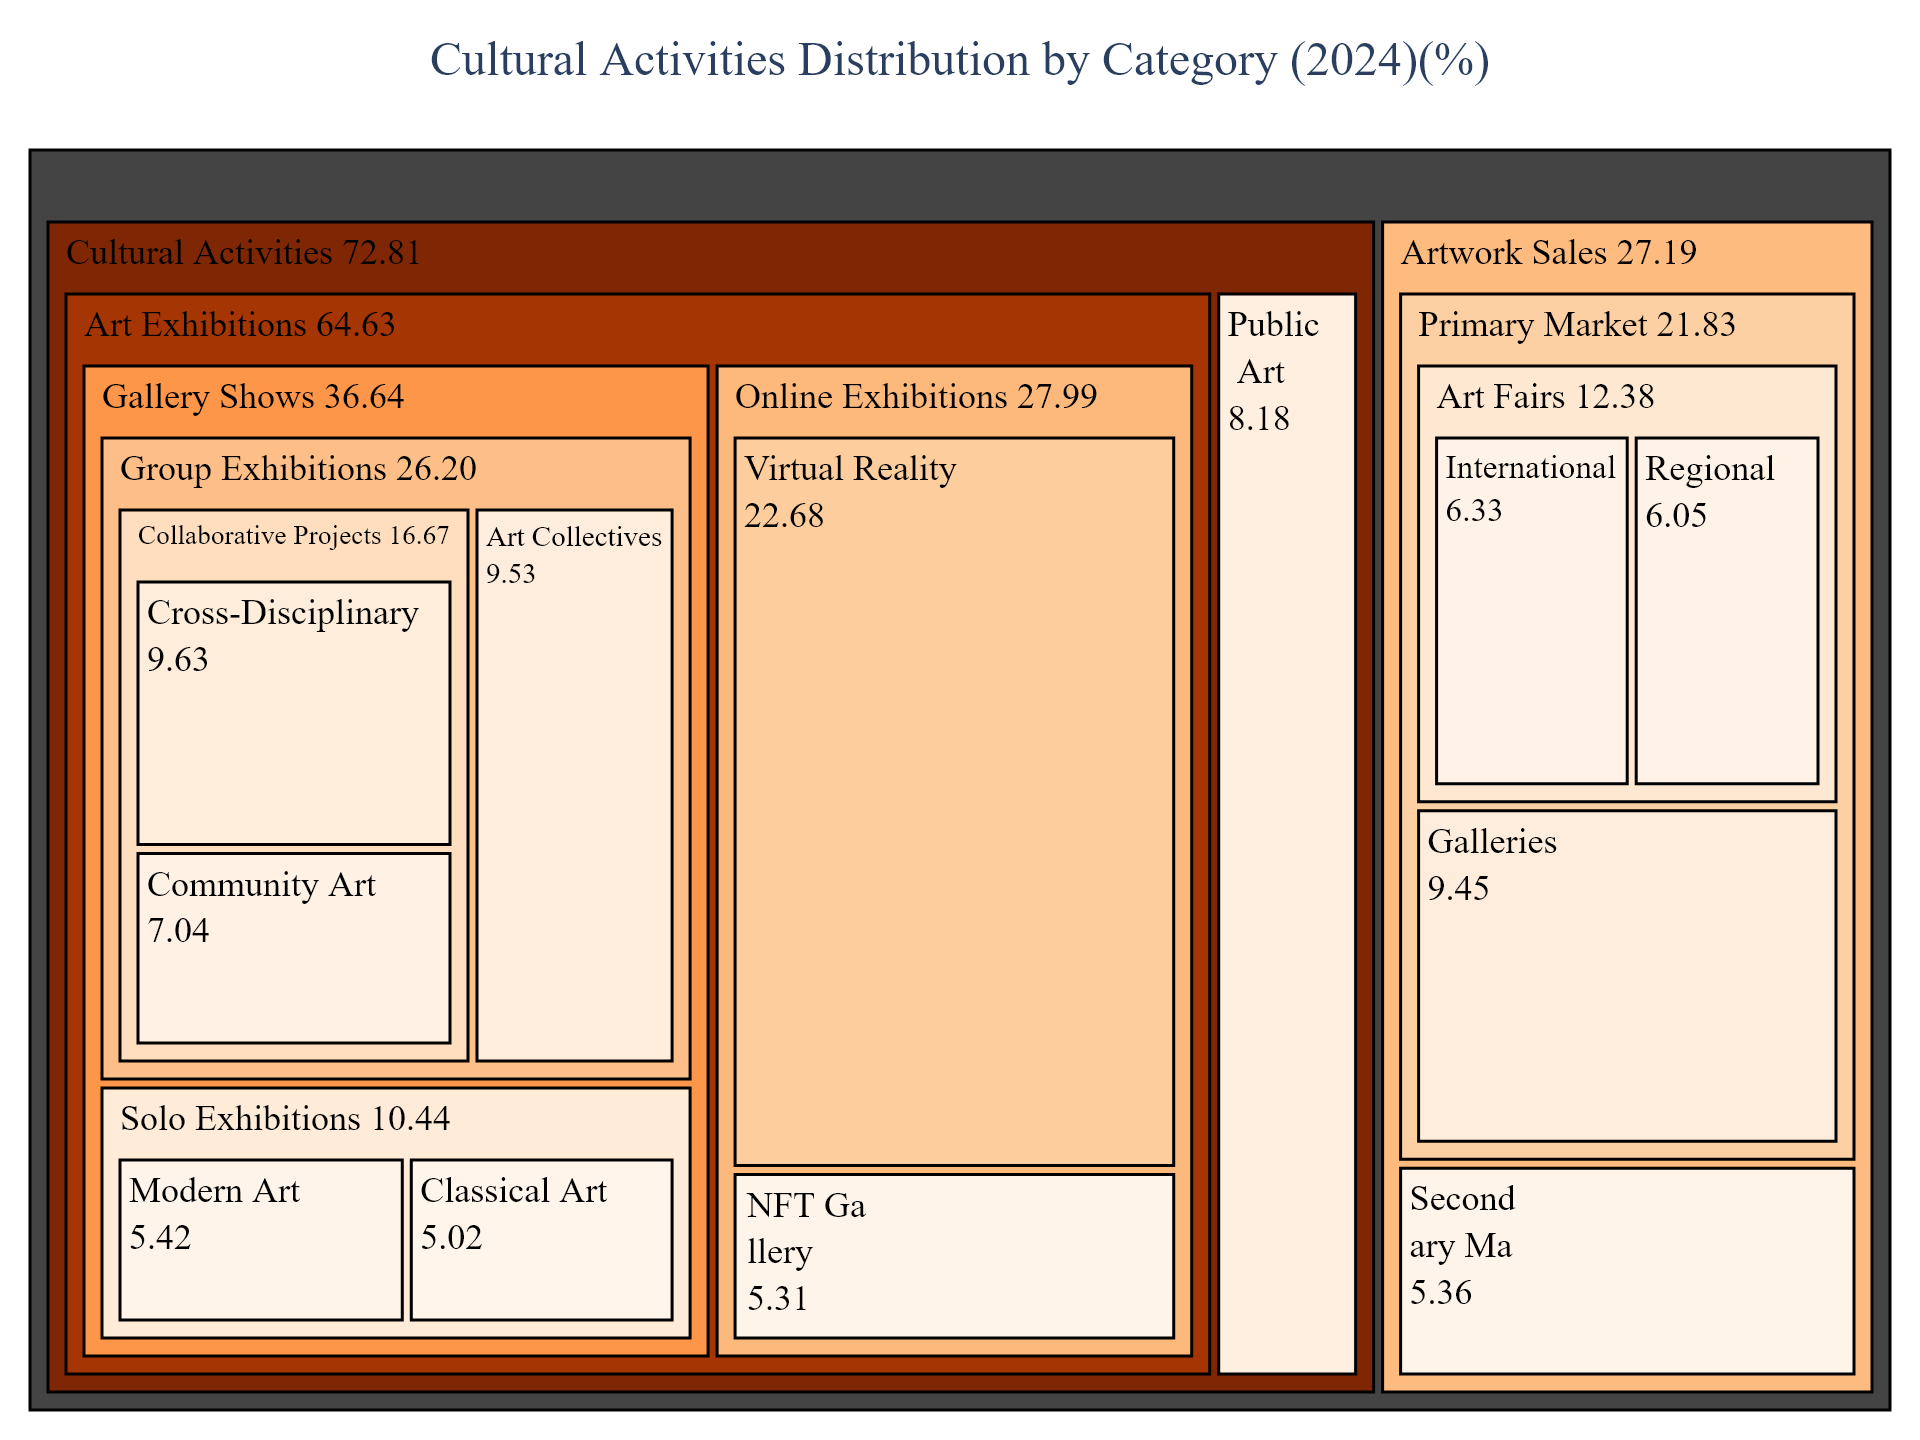 Cultural Activities Distribution by Category (2024)(%)
Cultural Activities 72.81
Art Exhibitions 64.63
Gallery Shows 36.64
Group Exhibitions 26.20
Collaborative Projects 16.67
Cross-Disciplinary
9.63
Community Art
7.04
Art Collectives
9.53
Solo Exhibitions 10.44
Modern Art
5.42
Classical Art
5.02
Online Exhibitions 27.99
Virtual Reality
22.68
NFT Ga
llery
5.31
Public
Art
8.18
Artwork Sales 27.19
Primary Market 21.83
Art Fairs 12.38
International
6.33
Regional
6.05
Galleries
9.45
Second
ary Ma
5.36